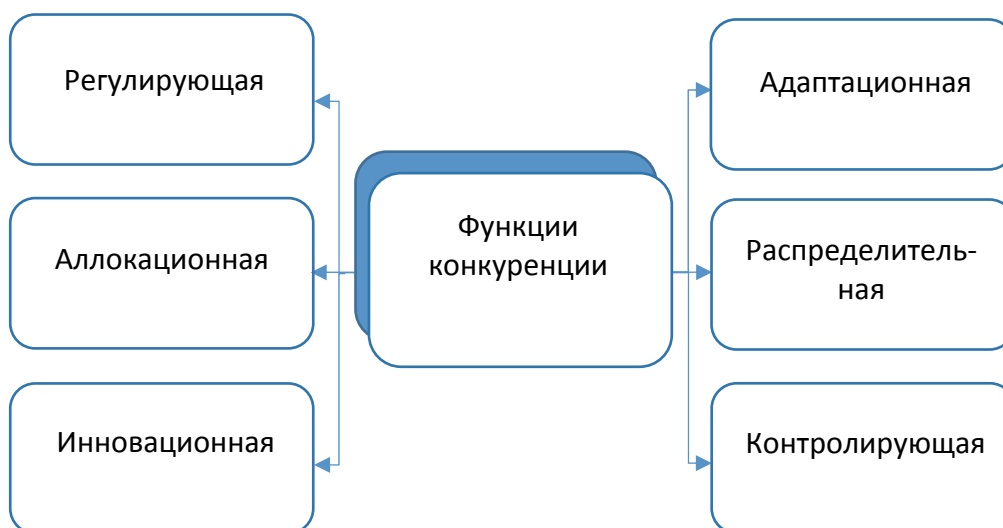 Регулирующая
Адаптационная
Функции
конкуренции
Аллокационная
Распределитель-
ная
Инновационная
Контролирующая